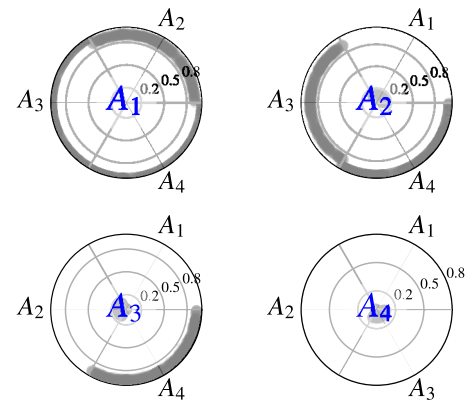 A₂ A₁
A₃ A₁ 0.2 0.5 0.8 A₃ A₂ 0.2 0.5 0.8
A₄ A₄
A₁ A₁
A₂ A₃ 0.2 0.5 0.8 A₂ A₄ 0.2 0.5 0.8
A₄ A₃